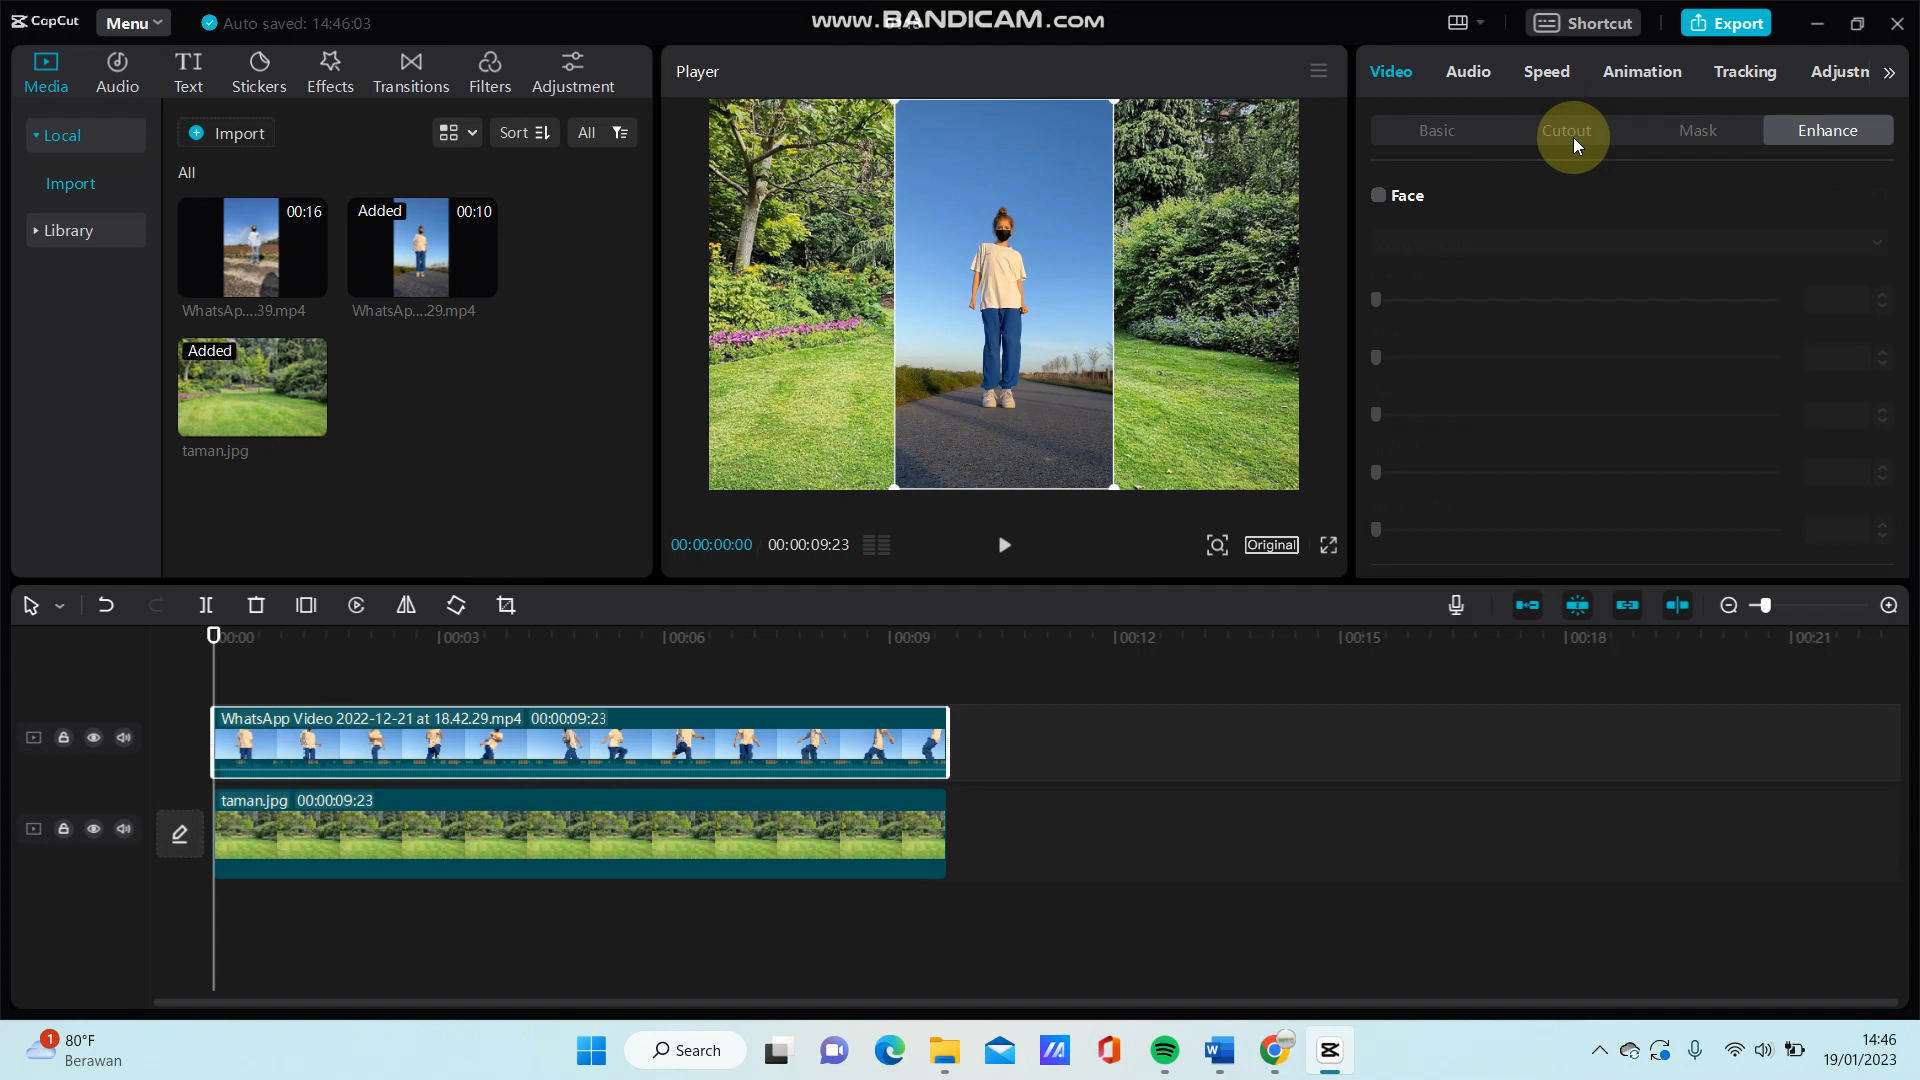 CapCut
Menu
Auto saved: 14:46:03
www.BANDICAM.com
Shortcut
Export
Media
Audio
Text
Stickers
Effects
Transitions
Filters
Adjustment
Player
Video
Audio
Speed
Animation
Tracking
Adjustn
Local
Import
Library
Import
Sort
All
All
00:16
WhatsAp....39.mp4
Added
00:10
WhatsAp....29.mp4
Added
taman.jpg
00:00:00:00
00:00:09:23
Original
Basic
Cutout
Mask
Enhance
Face
00:00
00:03
00:06
00:09
00:12
00:15
00:18
00:21
WhatsApp Video 2022-12-21 at 18.42.29.mp4 00:00:09:23
taman.jpg 00:00:09:23
1
80°F
Berawan
Search
14:46
19/01/2023